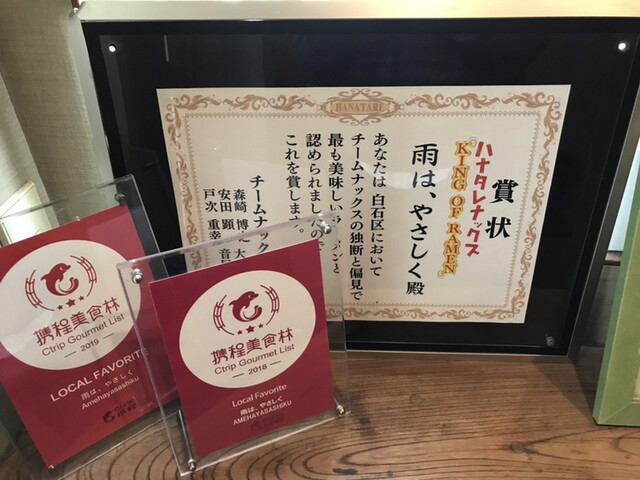 HANATARE
賞状
ハナタレナックス
KING OF RAMEN
雨は、やさしく殿
あなたは白石区において
チームナックスの独断と偏見で
最も美味しいラーメンと
認められましたので
これを賞します。
チームナックス
森崎 博之 大
安田 顕 音
戸次 重幸
携程美食林
Ctrip Gourmet List
2019
LOCAL FAVORITE
雨は、やさしく
Amehayasashiku
携程美食林
Ctrip Gourmet List
2018
Local Favorite
雨は、やさしく
AMEHAYASASHIKU